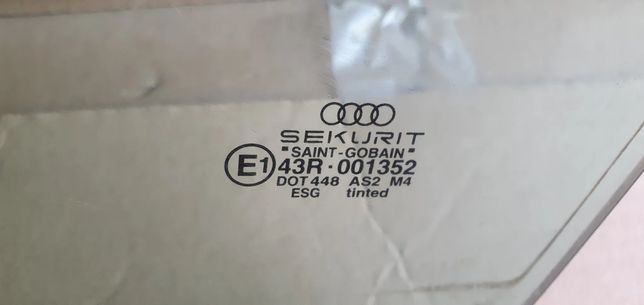 SEKURIT
"SAINT-GOBAIN"
E1 43R·001352
DOT 448 AS2 M4
ESG tinted